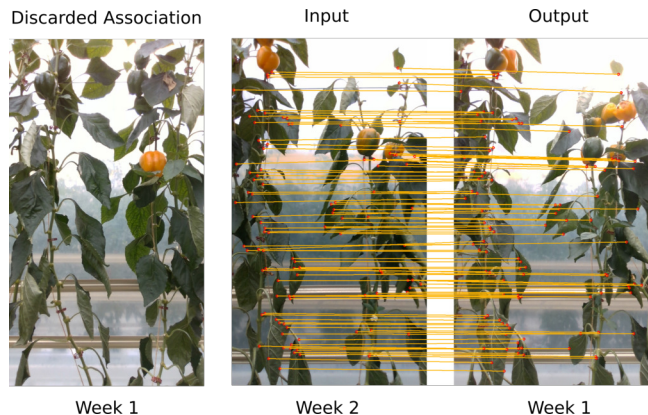 Discarded Association
Input
Output
Week 1
Week 2
Week 1